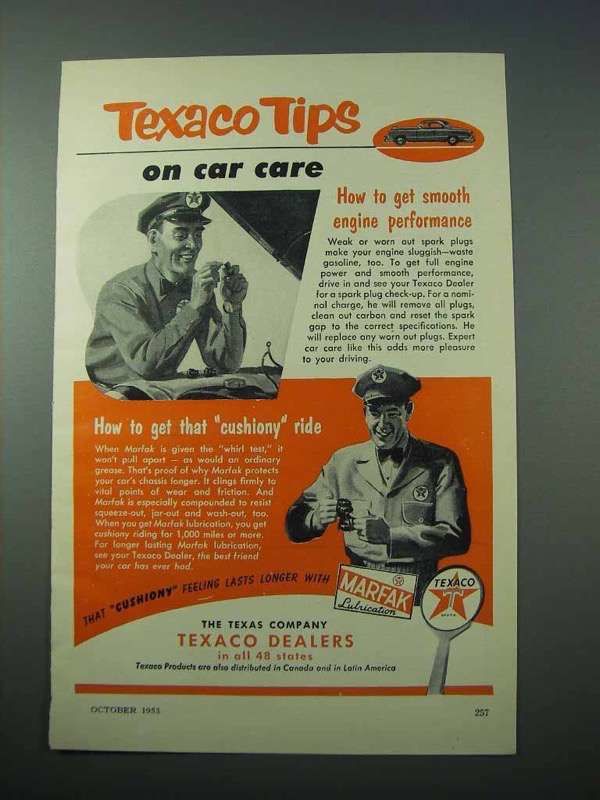 Texaco Tips
on car care
How to get smooth
engine performance
Weak or worn out spark plugs
make your engine sluggish—waste
gasoline, too. To get full engine
power and smooth performance,
drive in and see your Texaco Dealer
for a spark plug check-up. For a nomi-
nal charge, he will remove all plugs,
clean out carbon and reset the spark
gap to the correct specifications. He
will replace any worn out plugs. Expert
car care like this adds more pleasure
to your driving.
How to get that "cushiony" ride
When Marfak is given the "whirl test," it
won't pull apart — as would an ordinary
grease. That's proof of why Marfak protects
your car's chassis longer. It clings firmly to
vital points of wear and friction. And
Marfak is especially compounded to resist
squeeze-out, jar-out and wash-out, too.
When you get Marfak lubrication, you get
cushiony riding for 1,000 miles or more.
For longer lasting Marfak lubrication,
see your Texaco Dealer, the best friend
your car has ever had.
THAT "CUSHIONY" FEELING LASTS LONGER WITH
MARFAK
Lubrication
TEXACO
T
THE TEXAS COMPANY
TEXACO DEALERS
in all 48 states
Texaco Products are also distributed in Canada and in Latin America
OCTOBER 1953
257